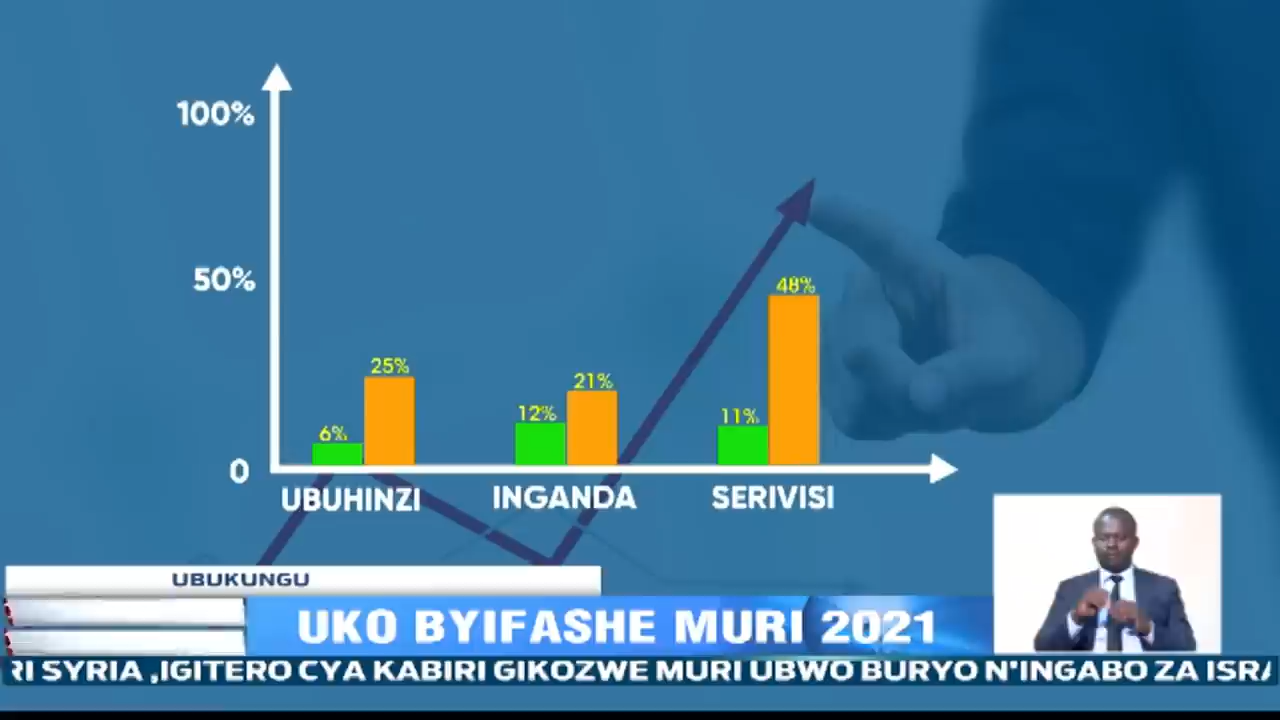 100%
50%
0
6%
25%
12%
21%
11%
48%
UBUHINZI
INGANDA
SERIVISI
UBUKUNGU
UKO BYIFASHE MURI 2021
RI SYRIA ,IGITERO CYA KABIRI GIKOZWE MURI UBWO BURYO N'INGABO ZA ISRA